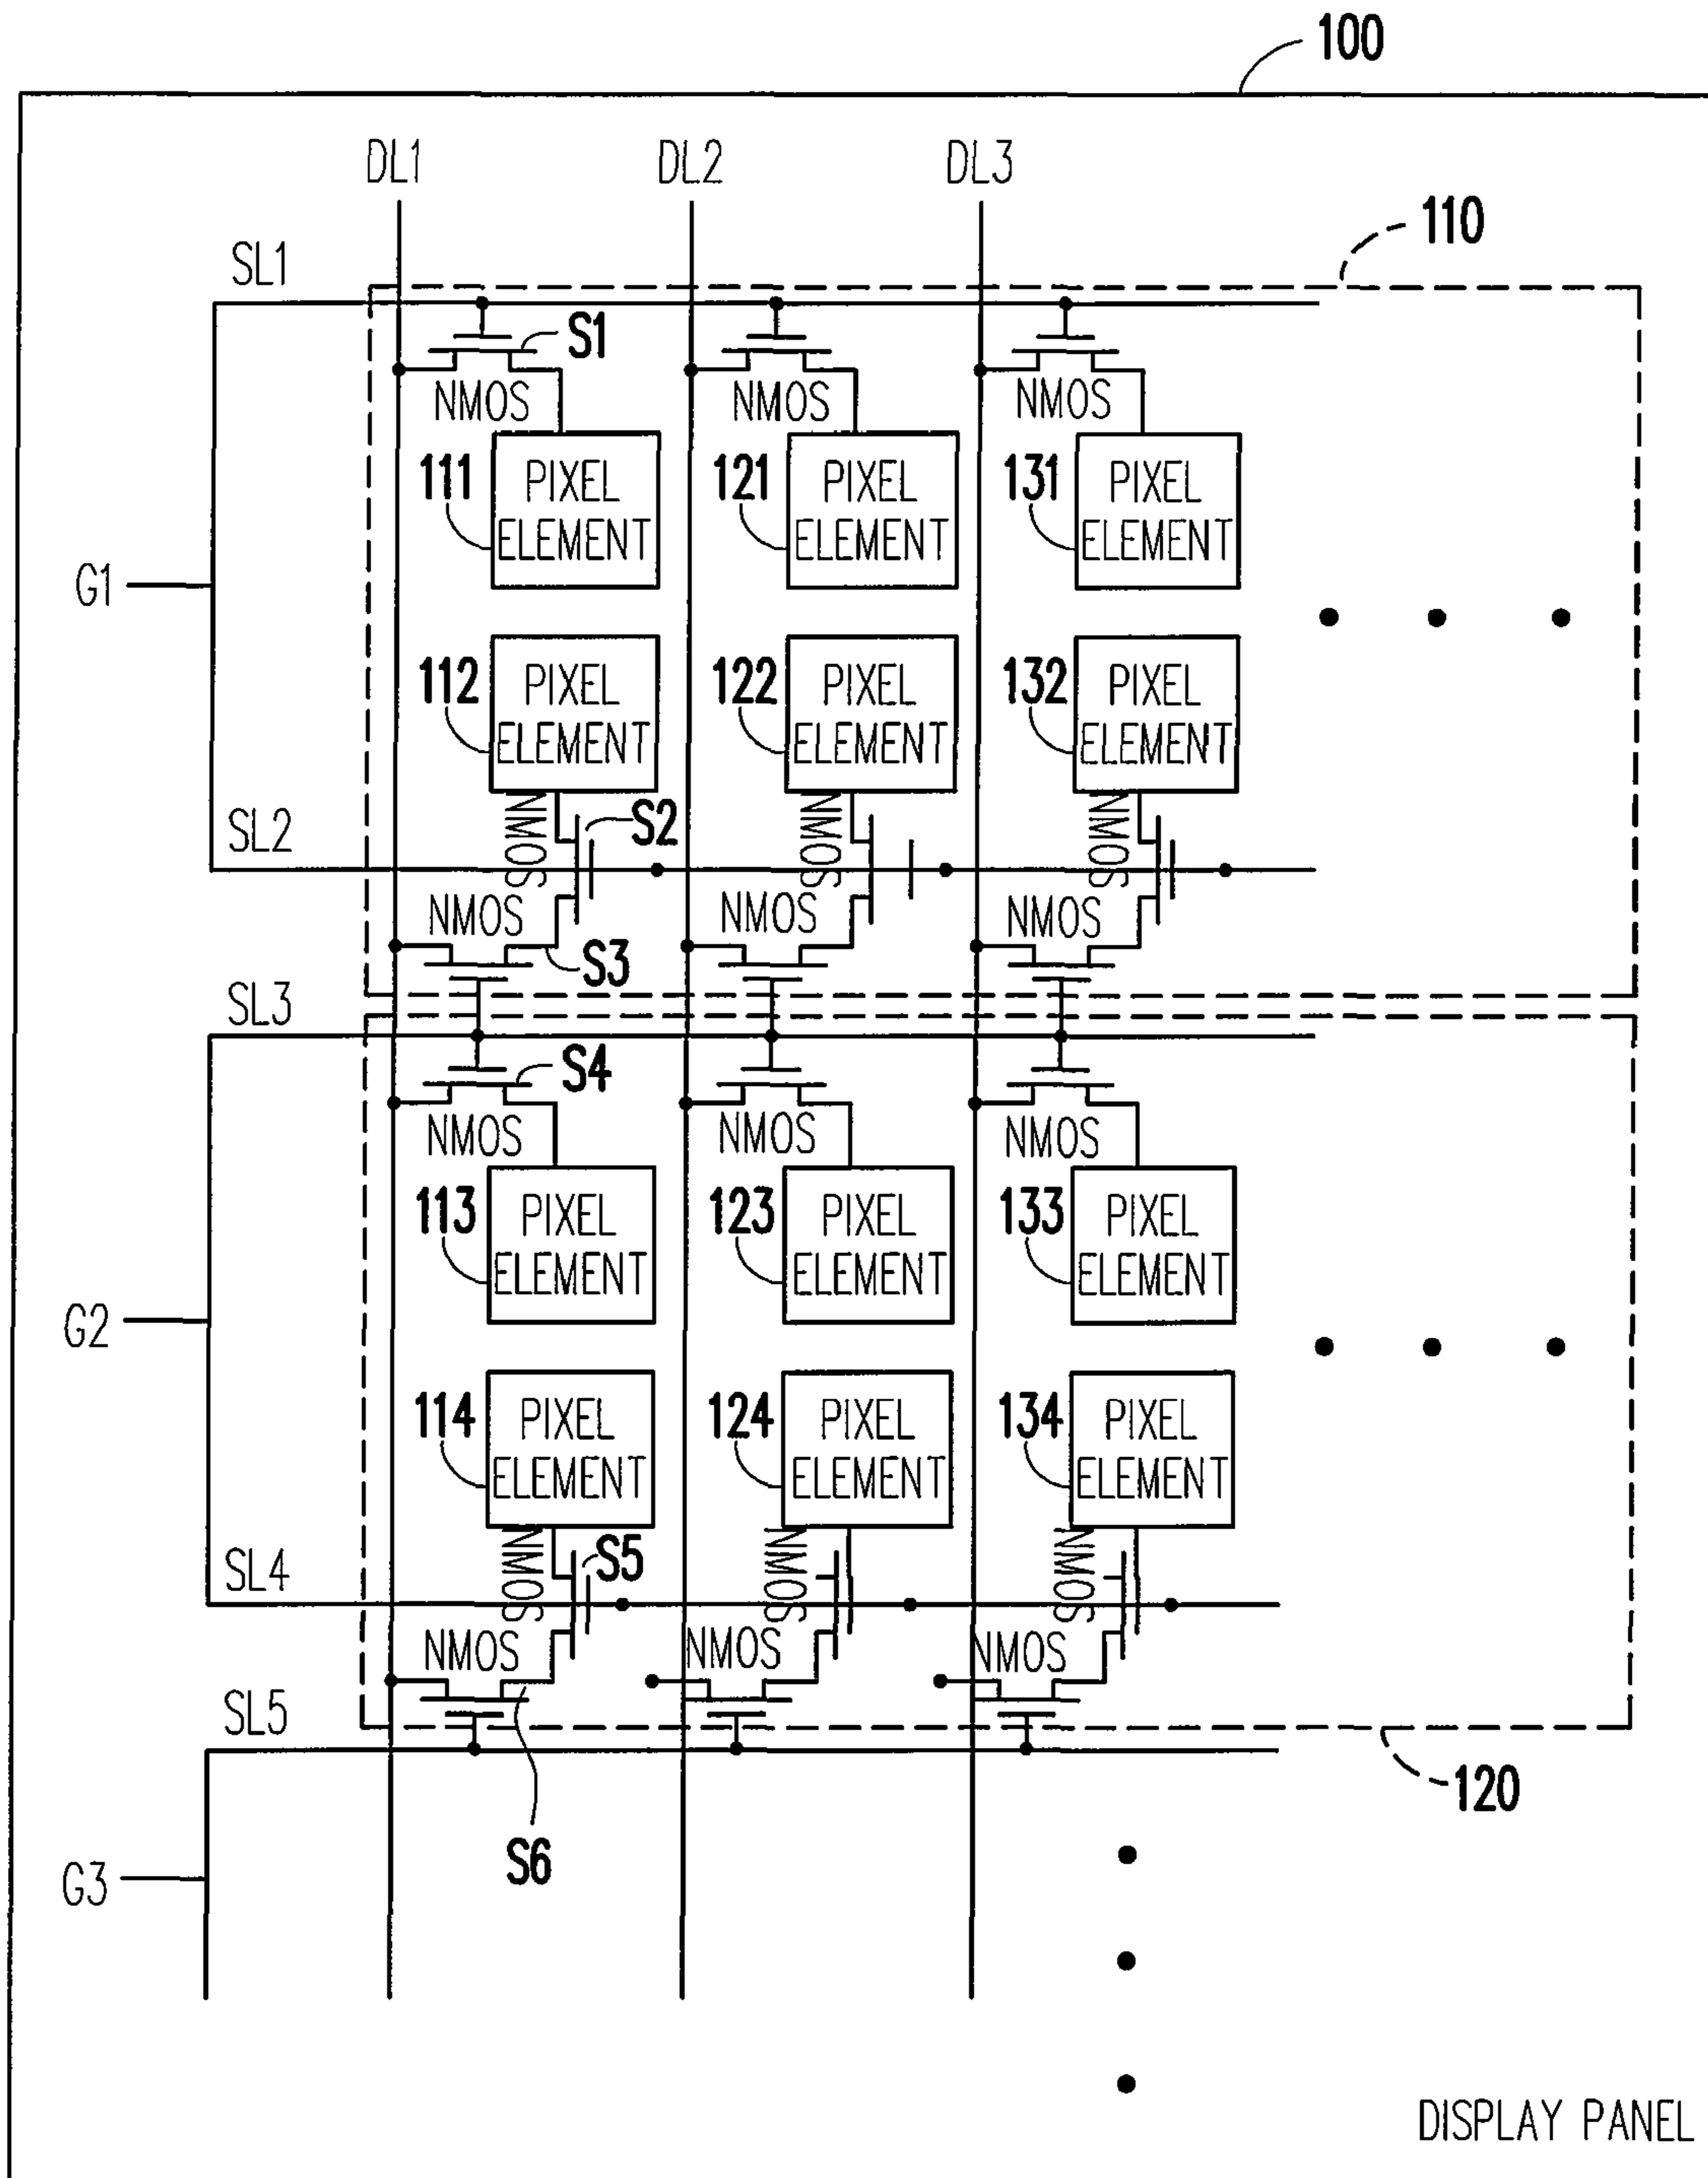 100
DL1 DL2 DL3
110
SL1
S1
NMOS NMOS NMOS
111 PIXEL ELEMENT 121 PIXEL ELEMENT 131 PIXEL ELEMENT
G1
112 PIXEL ELEMENT 122 PIXEL ELEMENT 132 PIXEL ELEMENT
SL2 NMOS S2 NMOS NMOS
NMOS S3 NMOS NMOS
SL3
S4
NMOS NMOS NMOS
113 PIXEL ELEMENT 123 PIXEL ELEMENT 133 PIXEL ELEMENT
G2
114 PIXEL ELEMENT 124 PIXEL ELEMENT 134 PIXEL ELEMENT
SL4 NMOS S5 NMOS NMOS
NMOS NMOS NMOS
SL5
120
S6
G3
DISPLAY PANEL